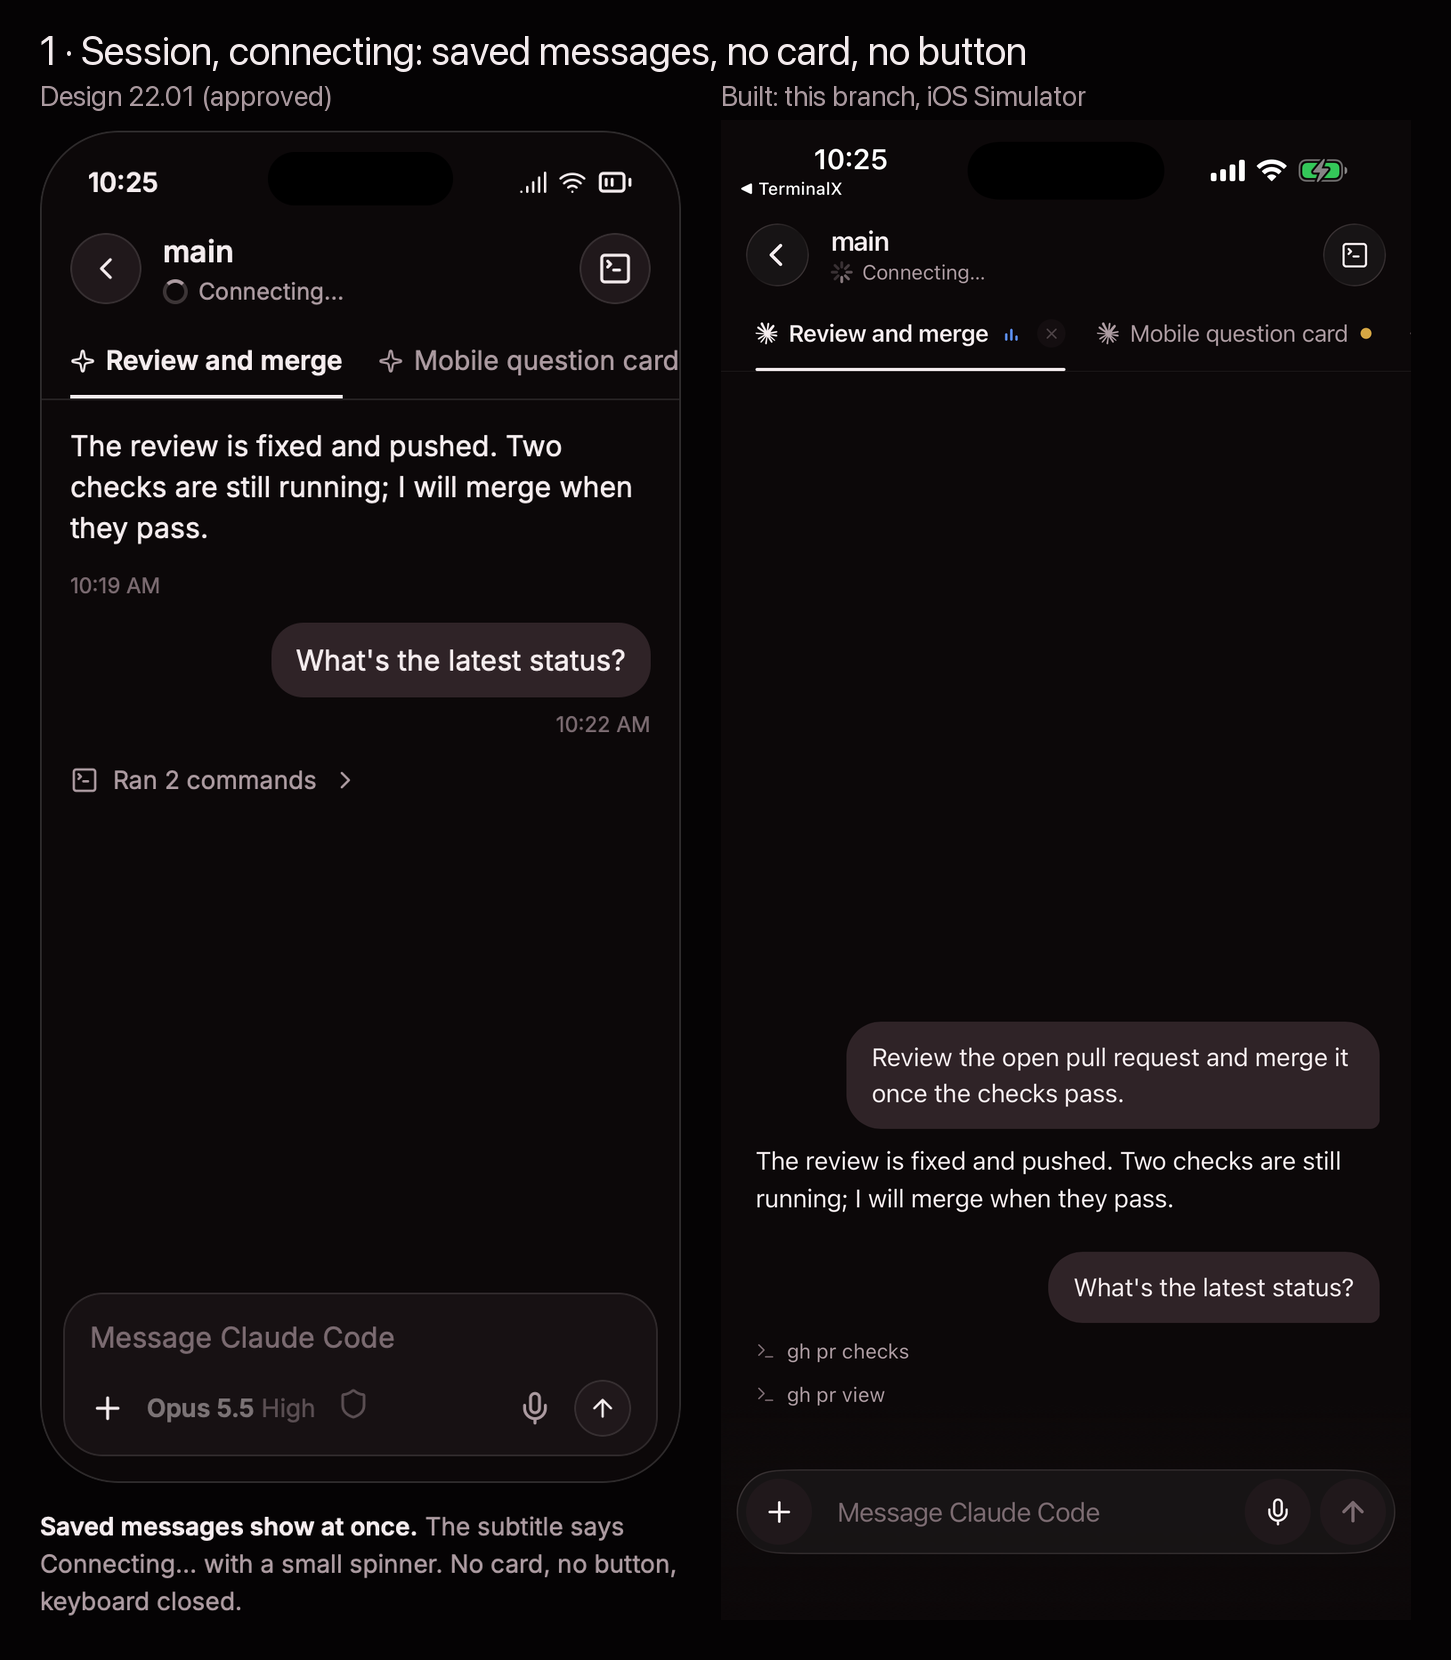 1 · Session, connecting: saved messages, no card, no button
Design 22.01 (approved)
10:25
main
Connecting...
Review and merge
Mobile question card
The review is fixed and pushed. Two
checks are still running; I will merge when
they pass.
10:19 AM
What's the latest status?
10:22 AM
Ran 2 commands
Message Claude Code
Opus 5.5 High
Saved messages show at once. The subtitle says
Connecting... with a small spinner. No card, no button,
keyboard closed.
Built: this branch, iOS Simulator
10:25
TerminalX
main
Connecting...
Review and merge
Mobile question card
Review the open pull request and merge it
once the checks pass.
The review is fixed and pushed. Two checks are still
running; I will merge when they pass.
What's the latest status?
gh pr checks
gh pr view
Message Claude Code